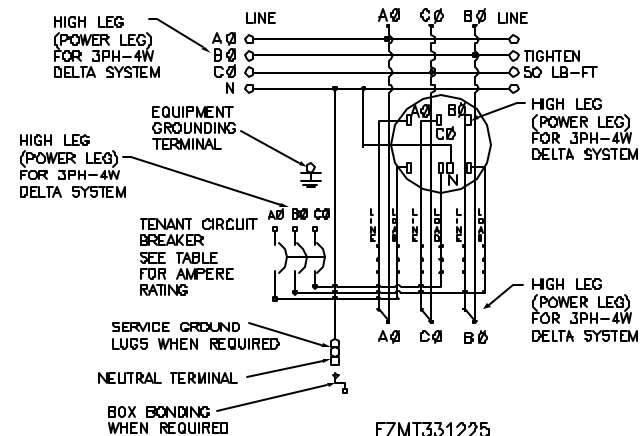 HIGH LEG
(POWER LEG)
FOR 3PH-4W
DELTA SYSTEM
LINE
AØ
BØ
CØ
N
AØ CØ BØ
LINE
TIGHTEN
50 LB-FT
EQUIPMENT
GROUNDING
TERMINAL
HIGH LEG
(POWER LEG)
FOR 3PH-4W
DELTA SYSTEM
AØ BØ
CØ
N
HIGH LEG
(POWER LEG)
FOR 3PH-4W
DELTA SYSTEM
AØ BØ CØ
TENANT CIRCUIT
BREAKER
SEE TABLE
FOR AMPERE
RATING
LINE LOAD LINE LOAD LINE LOAD
HIGH LEG
(POWER LEG)
FOR 3PH-4W
DELTA SYSTEM
AØ CØ BØ
SERVICE GROUND
LUGS WHEN REQUIRED
NEUTRAL TERMINAL
BOX BONDING
WHEN REQUIRED
F7MT331225